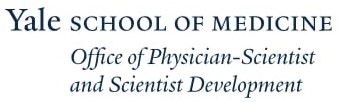 Yale SCHOOL OF MEDICINE
Office of Physician-Scientist
and Scientist Development